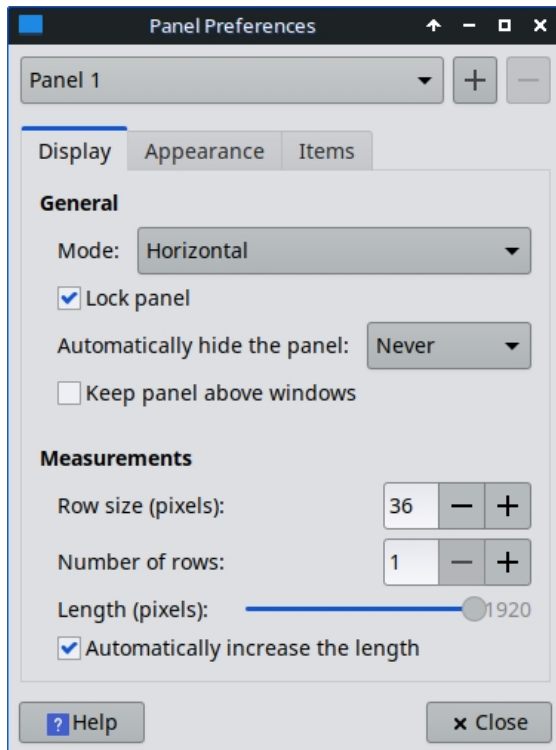 Panel Preferences
Panel 1
Display Appearance Items
General
Mode: Horizontal
Lock panel
Automatically hide the panel: Never
Keep panel above windows
Measurements
Row size (pixels): 36
Number of rows: 1
Length (pixels): 1920
Automatically increase the length
? Help × Close